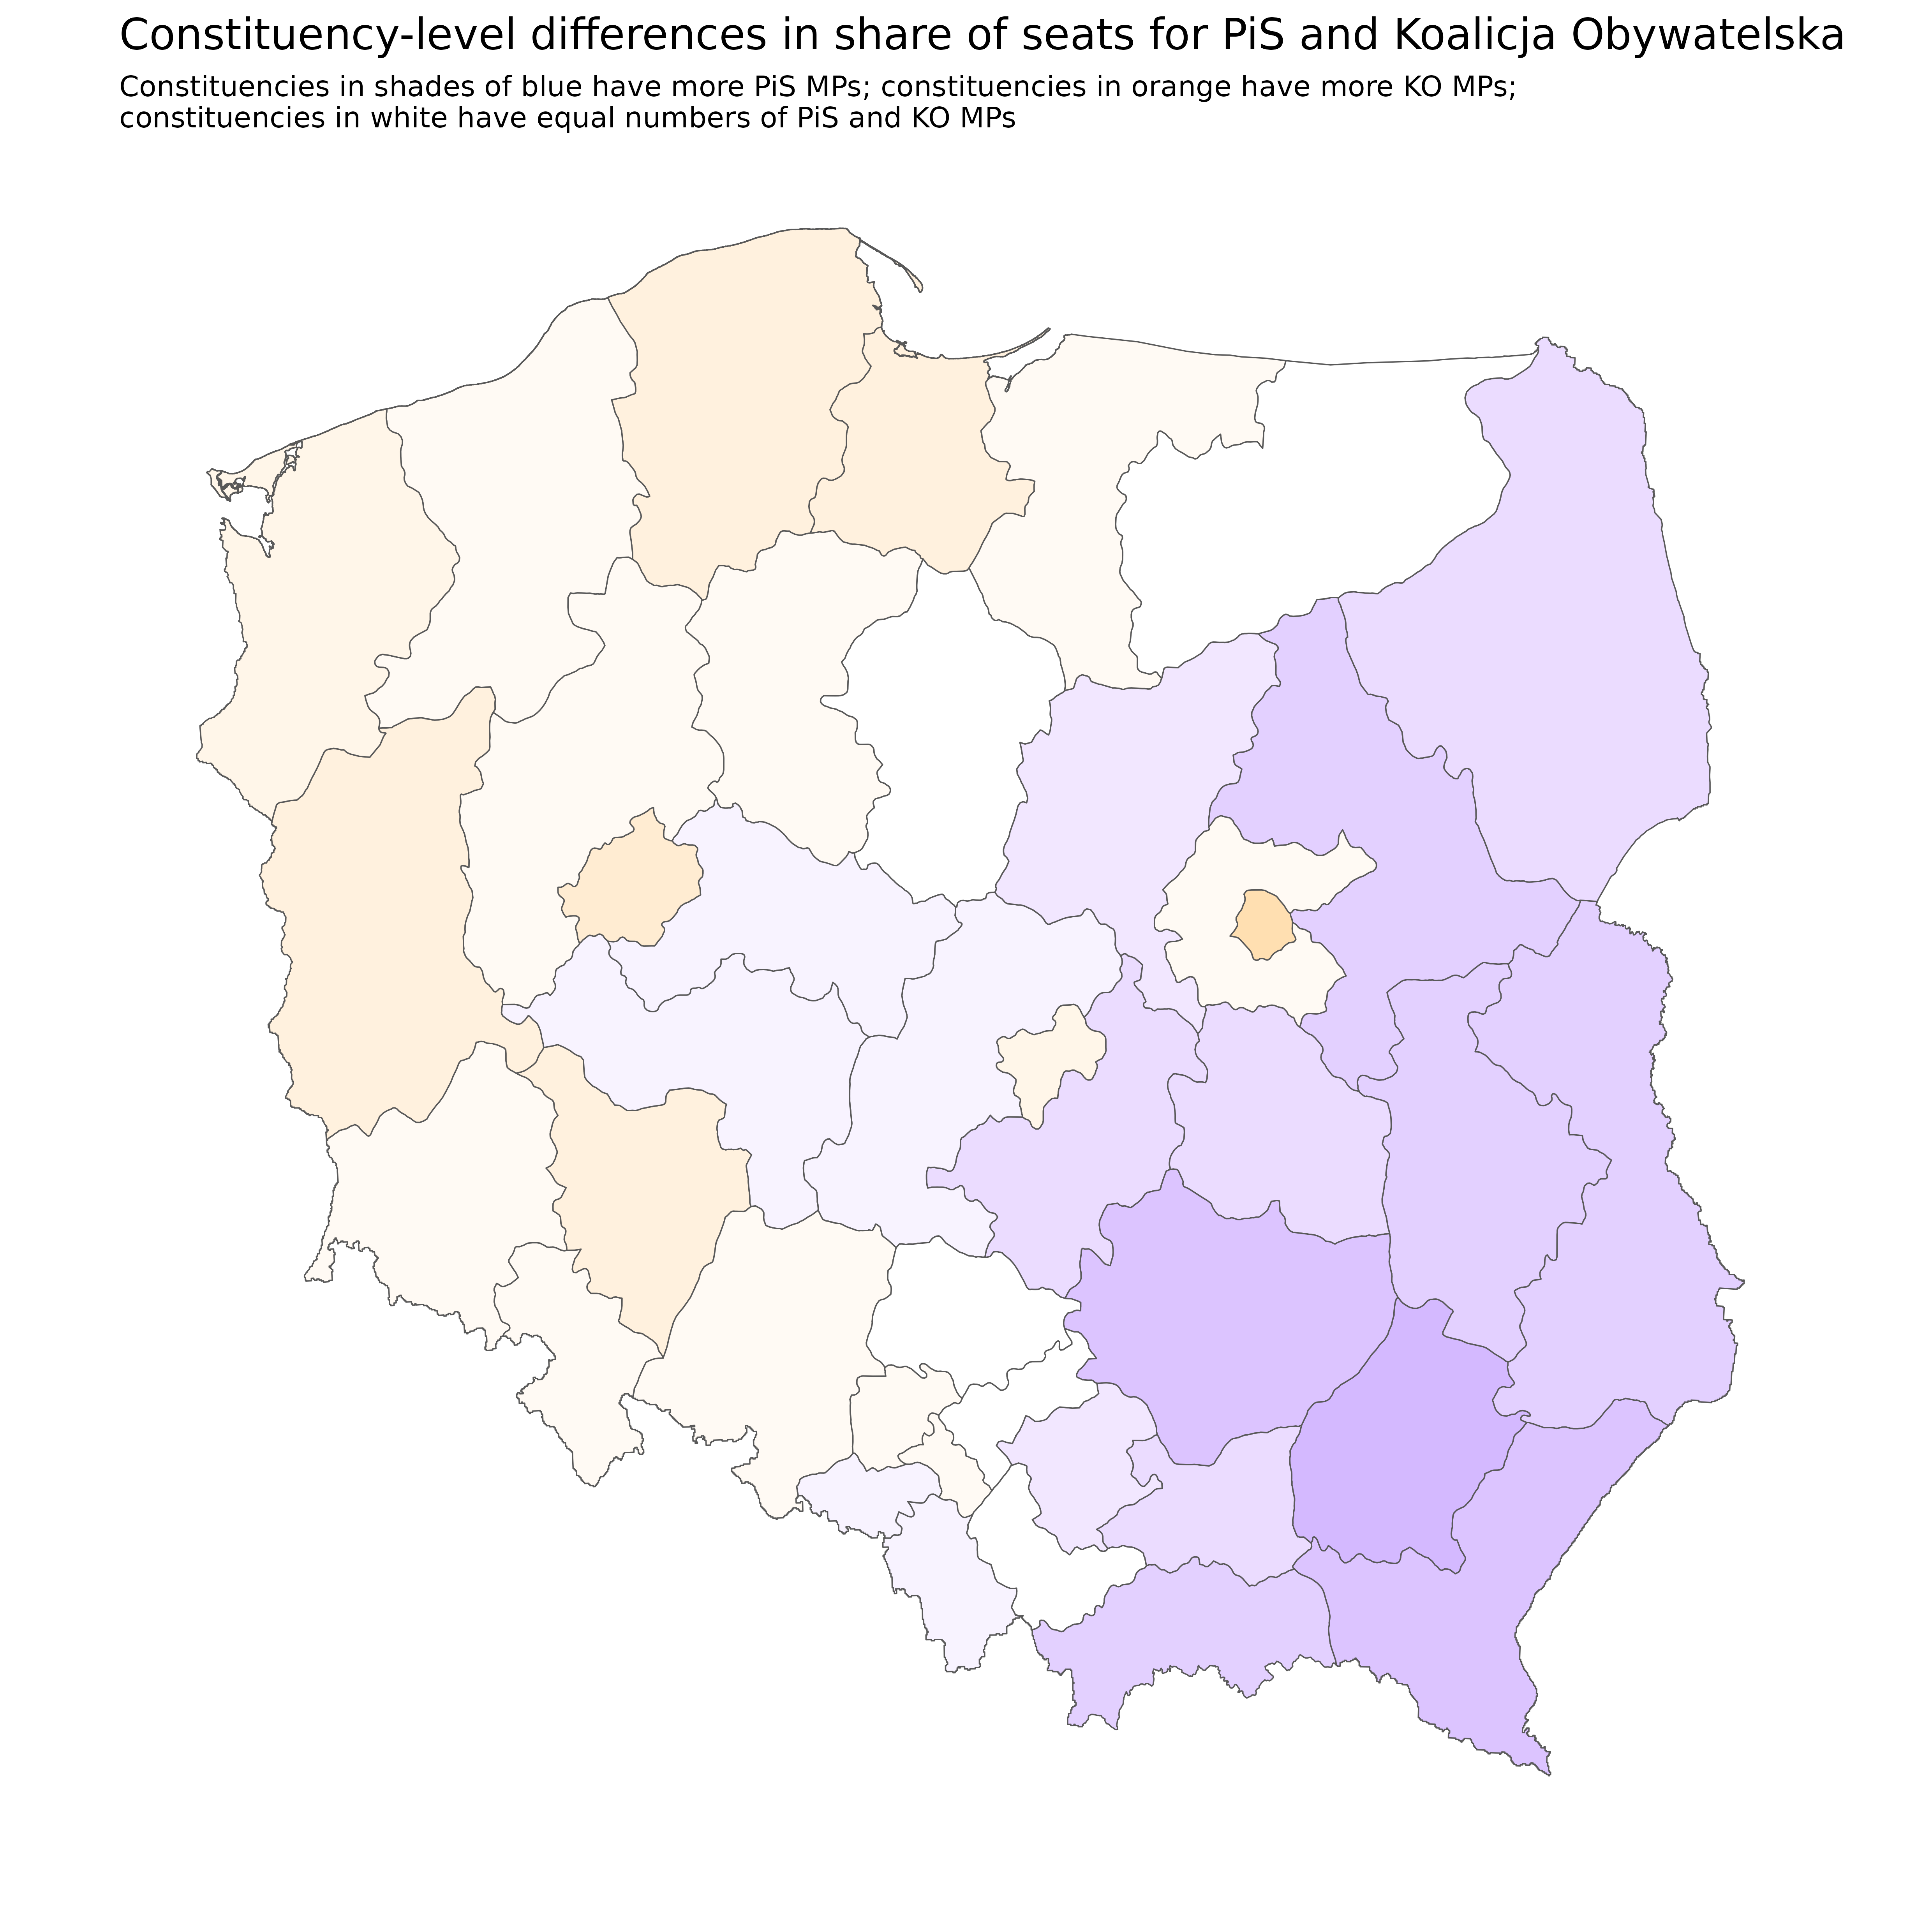 Constituency-level differences in share of seats for PiS and Koalicja Obywatelska
Constituencies in shades of blue have more PiS MPs; constituencies in orange have more KO MPs;
constituencies in white have equal numbers of PiS and KO MPs